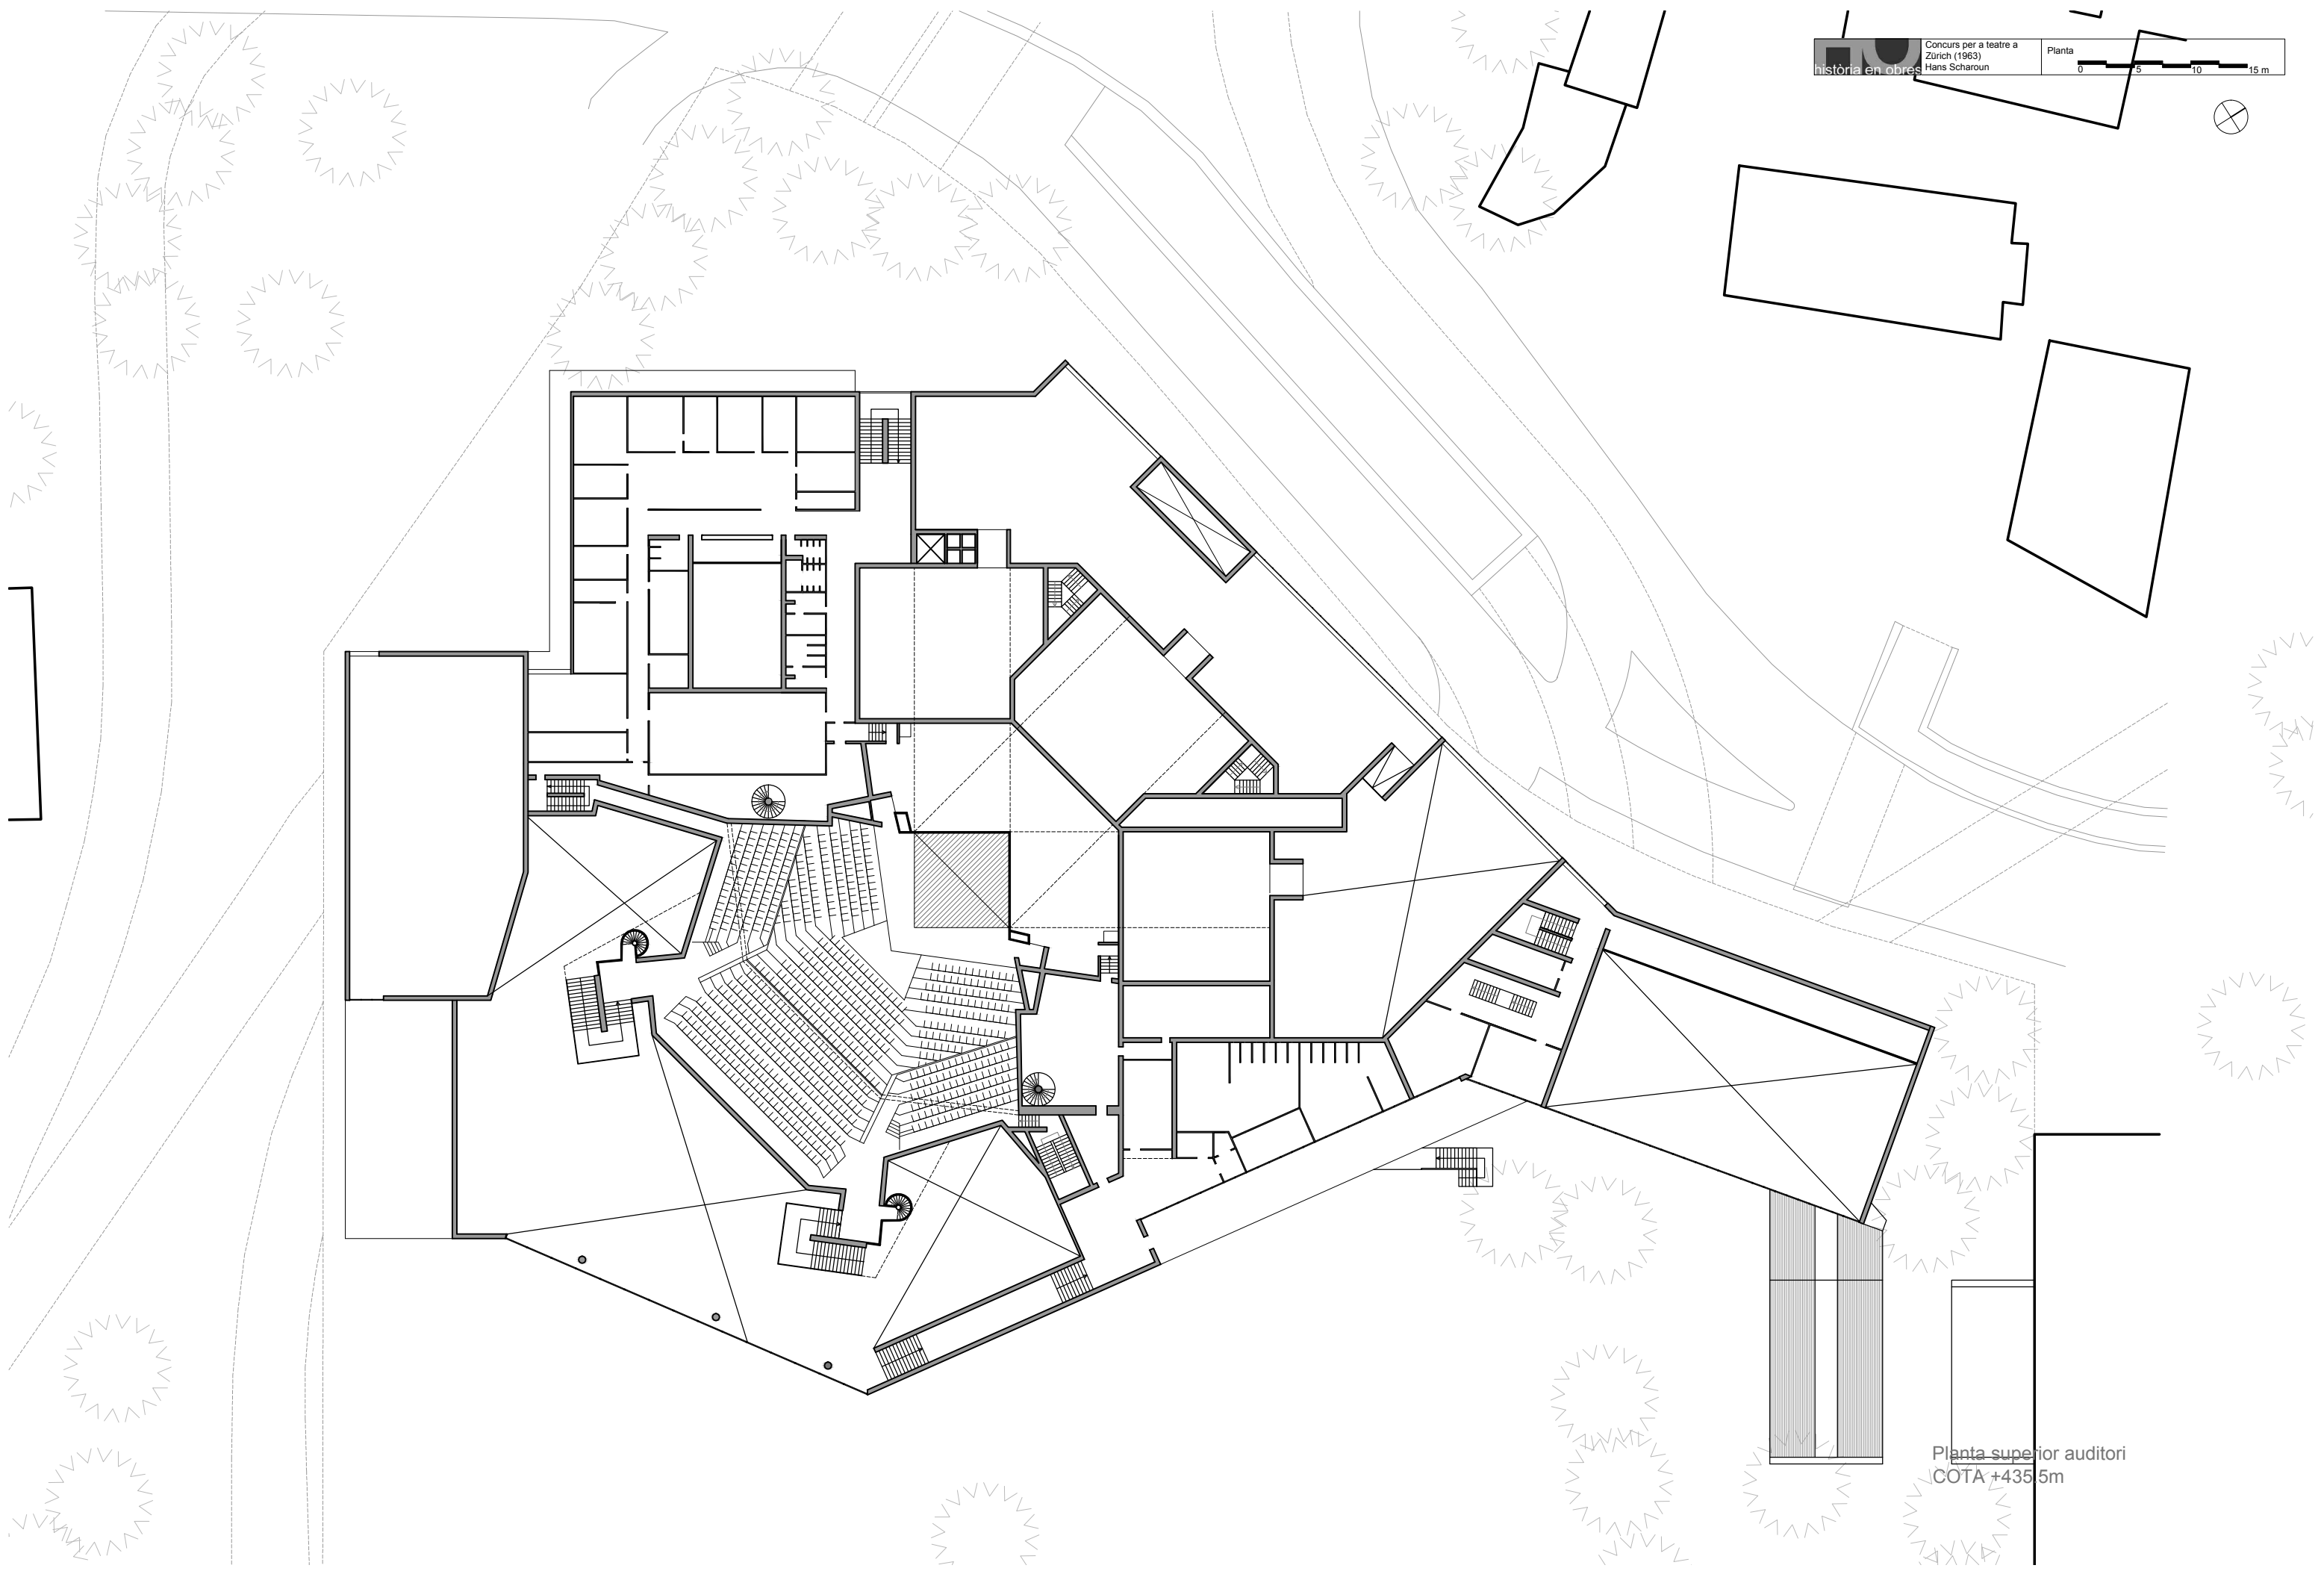 història en obres
Concurs per a teatre a
Zürich (1963)
Hans Scharoun
Planta
0 5 10 15 m
Planta superior auditori
COTA +435.5m